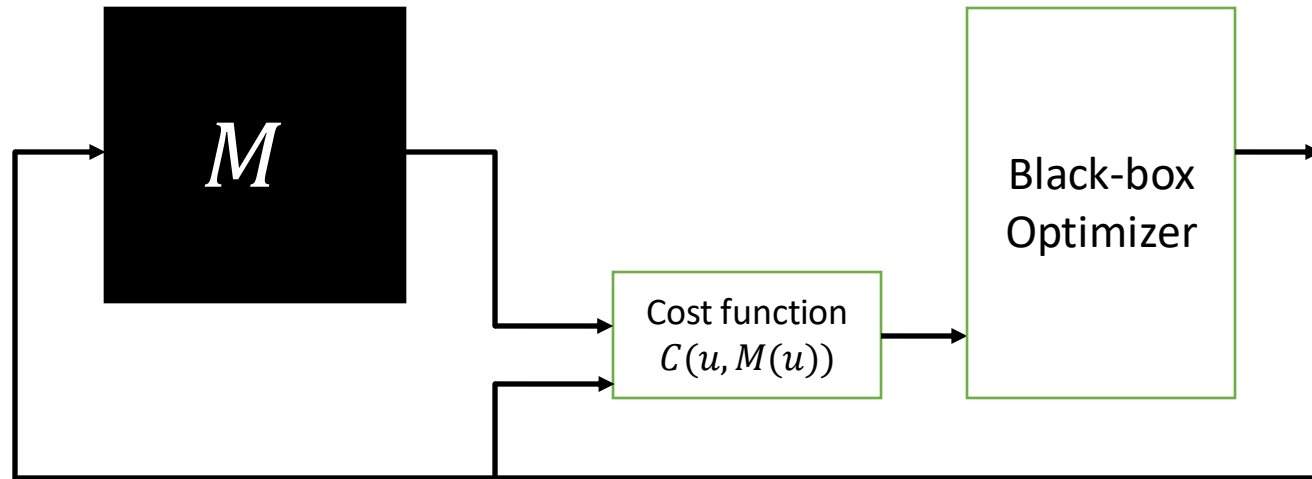 M
Cost function
C(u, M(u))
Black-box
Optimizer